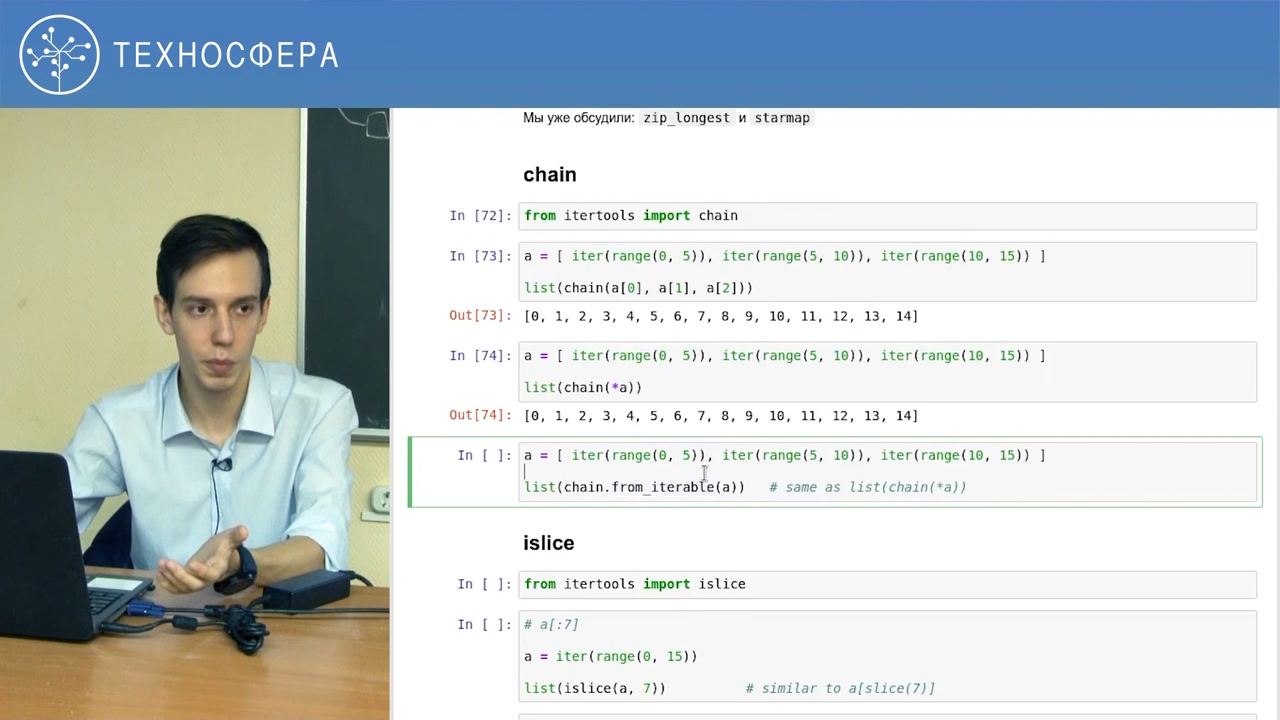 ТЕХНОСФЕРА
Мы уже обсудили: zip_longest и starmap
chain
In [72]: from itertools import chain
In [73]: a = [ iter(range(0, 5)), iter(range(5, 10)), iter(range(10, 15)) ]
list(chain(a[0], a[1], a[2]))
Out[73]: [0, 1, 2, 3, 4, 5, 6, 7, 8, 9, 10, 11, 12, 13, 14]
In [74]: a = [ iter(range(0, 5)), iter(range(5, 10)), iter(range(10, 15)) ]
list(chain(*a))
Out[74]: [0, 1, 2, 3, 4, 5, 6, 7, 8, 9, 10, 11, 12, 13, 14]
In [ ]: a = [ iter(range(0, 5)), iter(range(5, 10)), iter(range(10, 15)) ]
list(chain.from_iterable(a)) # same as list(chain(*a))
islice
In [ ]: from itertools import islice
In [ ]: # a[:7]
a = iter(range(0, 15))
list(islice(a, 7)) # similar to a[slice(7)]